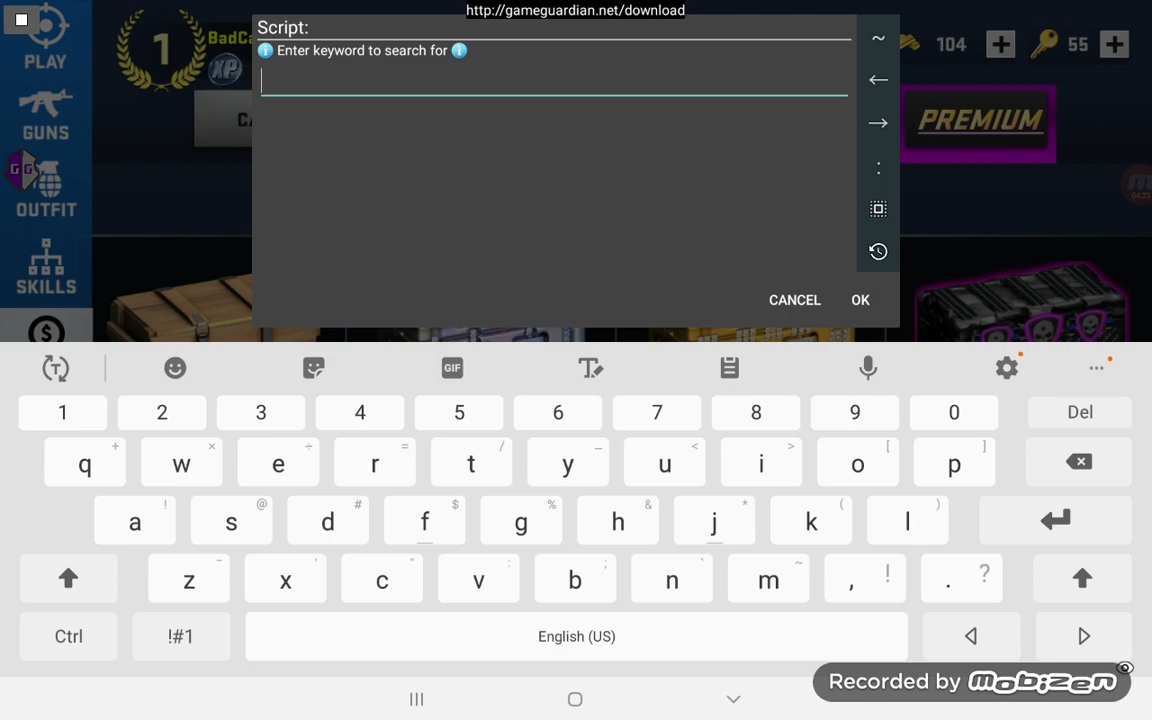 http://gameguardian.net/download
Script:
Enter keyword to search for
CANCEL OK
PLAY
GUNS
GG
OUTFIT
SKILLS
1
XP
104
55
PREMIUM
~
←
→
:
T GIF T
1 2 3 4 5 6 7 8 9 0 Del
q + w × e ÷ r = t / y _ u < i > o [ p ]
a ! s @ d # f $ g % h & j * k ( l )
z - x ' c " v : b ; n ` m ~ , ! . ?
Ctrl !#1 English (US)
Recorded by mobizen